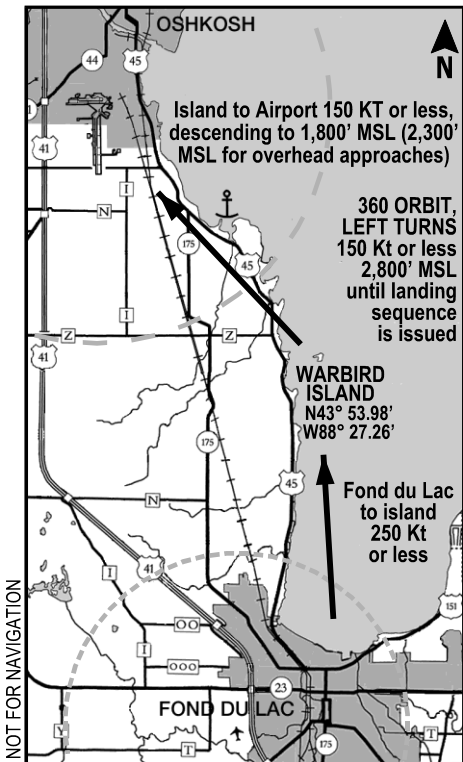 OSHKOSH
44
45
N
Island to Airport 150 KT or less,
descending to 1,800' MSL (2,300'
MSL for overhead approaches)
41
I
N
175
45
360 ORBIT,
LEFT TURNS
150 Kt or less
2,800' MSL
until landing
sequence
is issued
I
Z
Z
41
WARBIRD
ISLAND
N43° 53.98'
W88° 27.26'
175
45
N
Fond du Lac
to island
250 Kt
or less
41
I
151
OO
I
OOO
23
FOND DU LAC
Y
T
175
T
NOT FOR NAVIGATION